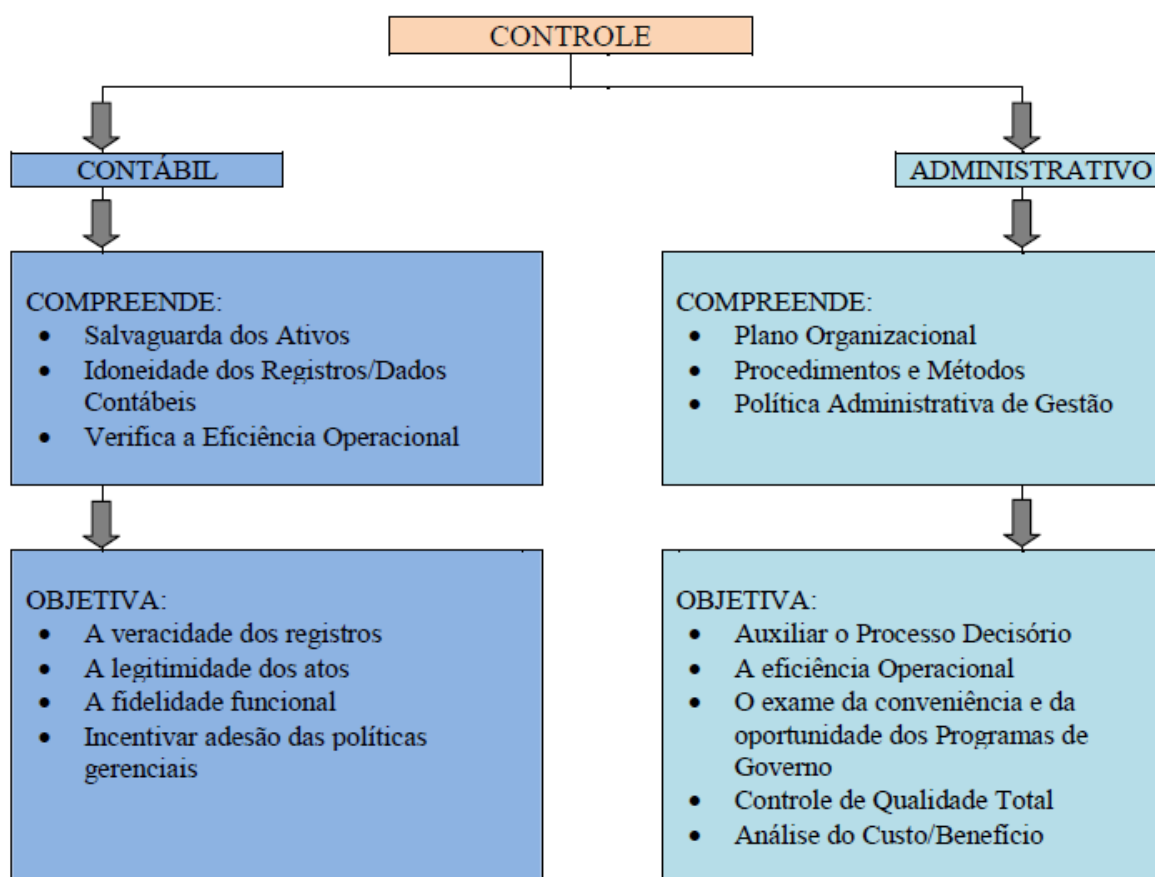 CONTROLE
CONTÁBIL
ADMINISTRATIVO
COMPREENDE:
• Salvaguarda dos Ativos
• Idoneidade dos Registros/Dados
Contábeis
• Verifica a Eficiência Operacional
COMPREENDE:
• Plano Organizacional
• Procedimentos e Métodos
• Política Administrativa de Gestão
OBJETIVA:
• A veracidade dos registros
• A legitimidade dos atos
• A fidelidade funcional
• Incentivar adesão das políticas
gerenciais
OBJETIVA:
• Auxiliar o Processo Decisório
• A eficiência Operacional
• O exame da conveniência e da
oportunidade dos Programas de
Governo
• Controle de Qualidade Total
• Análise do Custo/Benefício